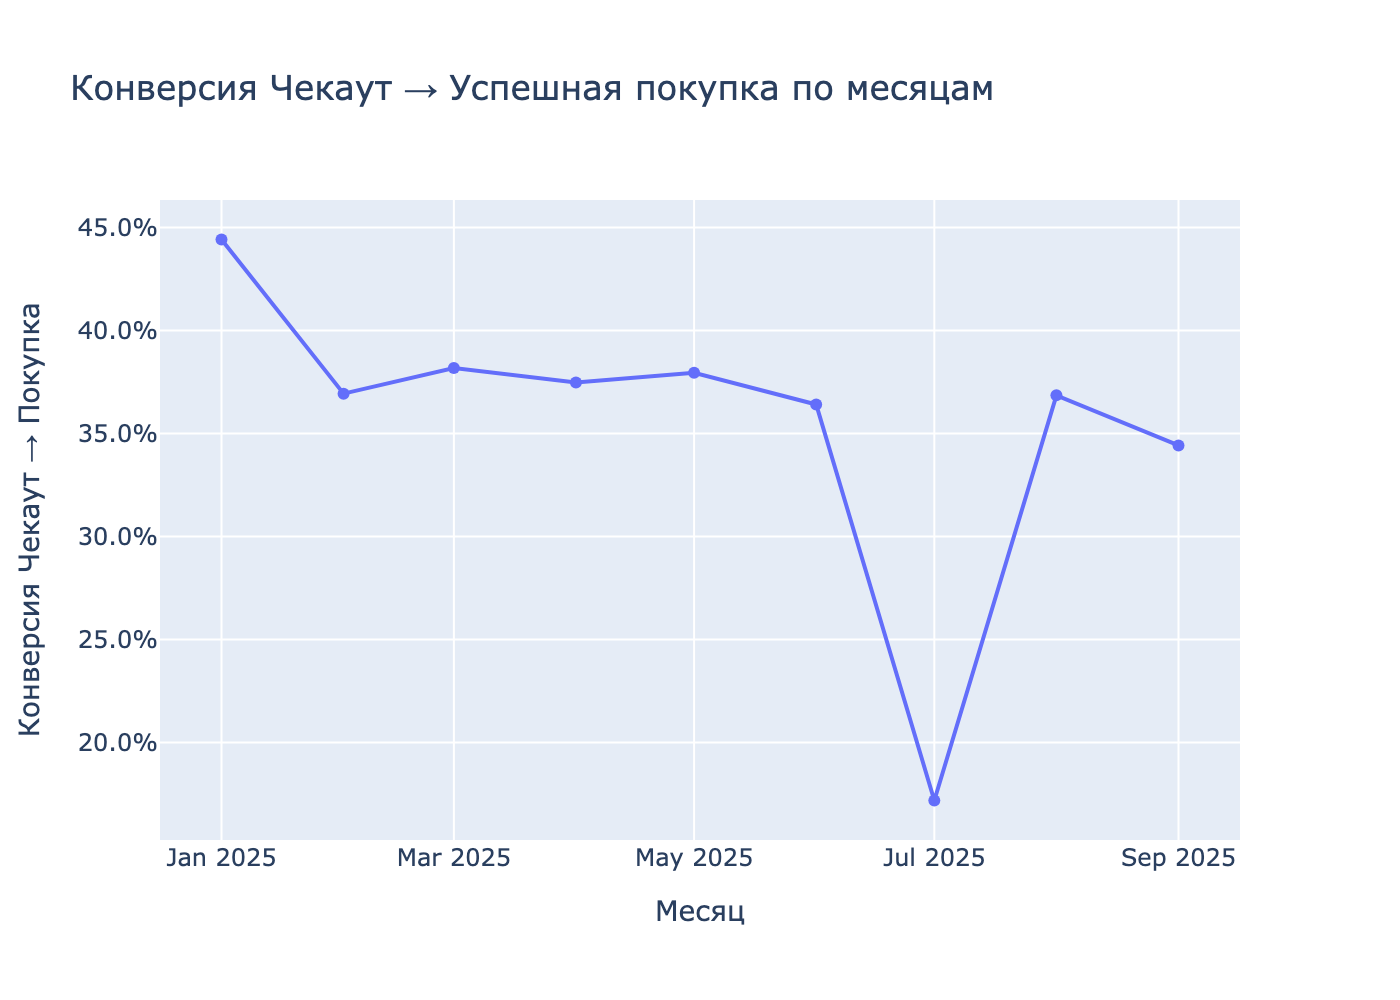 Конверсия Чекаут → Успешная покупка по месяцам
Конверсия Чекаут → Покупка
45.0%
40.0%
35.0%
30.0%
25.0%
20.0%
Jan 2025
Mar 2025
May 2025
Jul 2025
Sep 2025
Месяц